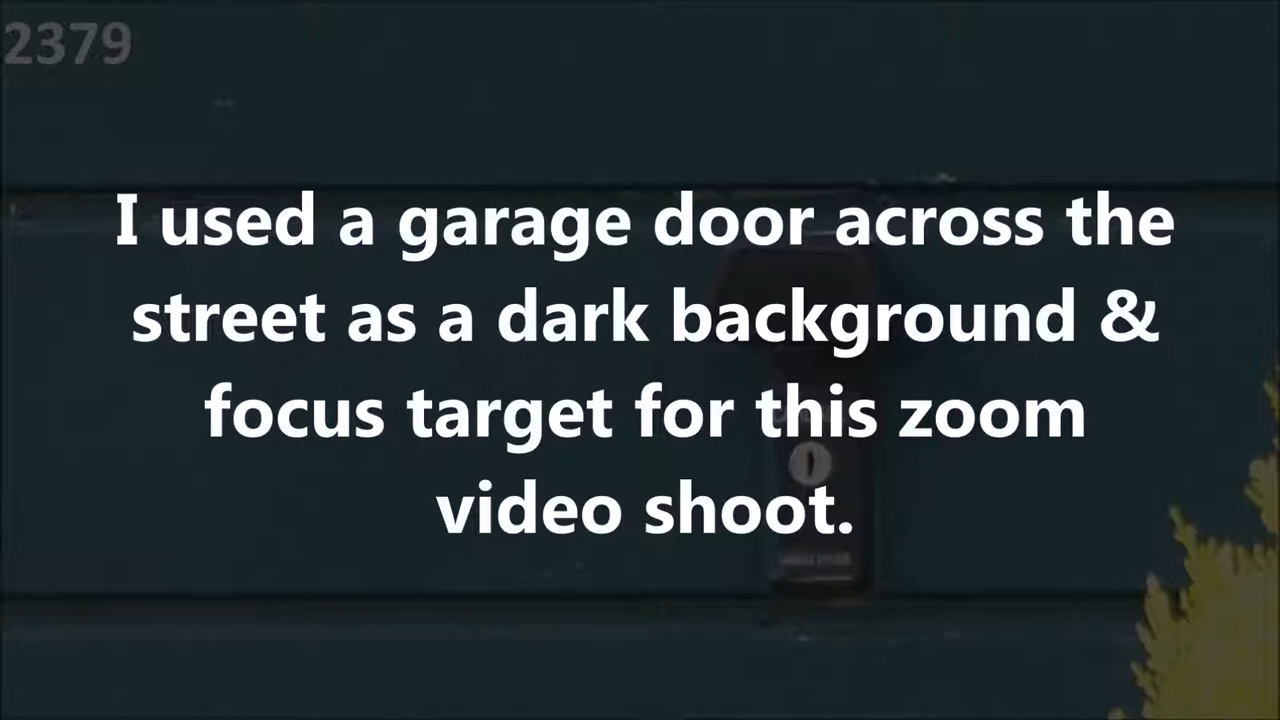 2379
I used a garage door across the
street as a dark background &
focus target for this zoom
video shoot.